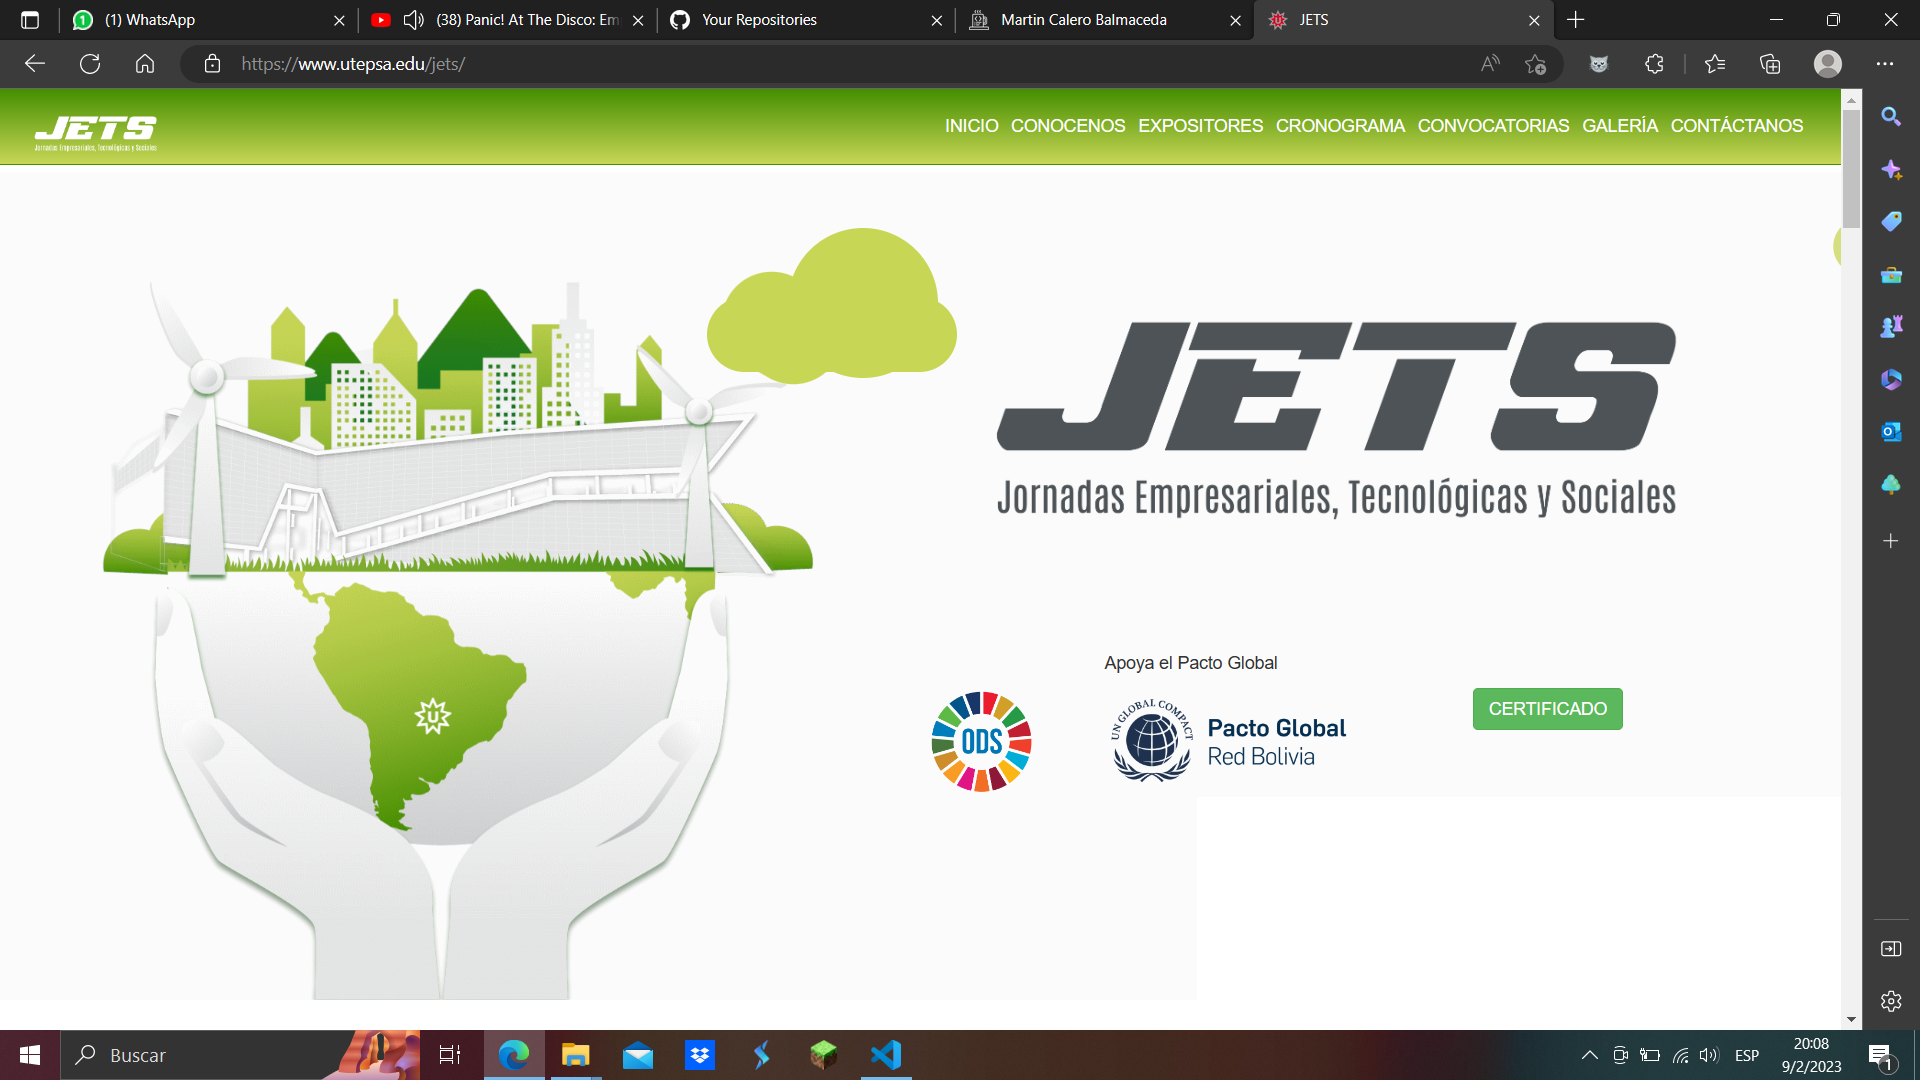 (1) WhatsApp
(38) Panic! At The Disco: Em
Your Repositories
Martin Calero Balmaceda
JETS
https://www.utepsa.edu/jets/
JETS
Jornadas Empresariales, Tecnológicas y Sociales
INICIO CONOCENOS EXPOSITORES CRONOGRAMA CONVOCATORIAS GALERÍA CONTÁCTANOS
JETS
Jornadas Empresariales, Tecnológicas y Sociales
U
Apoya el Pacto Global
ODS
UN GLOBAL COMPACT
Pacto Global
Red Bolivia
CERTIFICADO
Buscar
ESP
20:08
9/2/2023
1